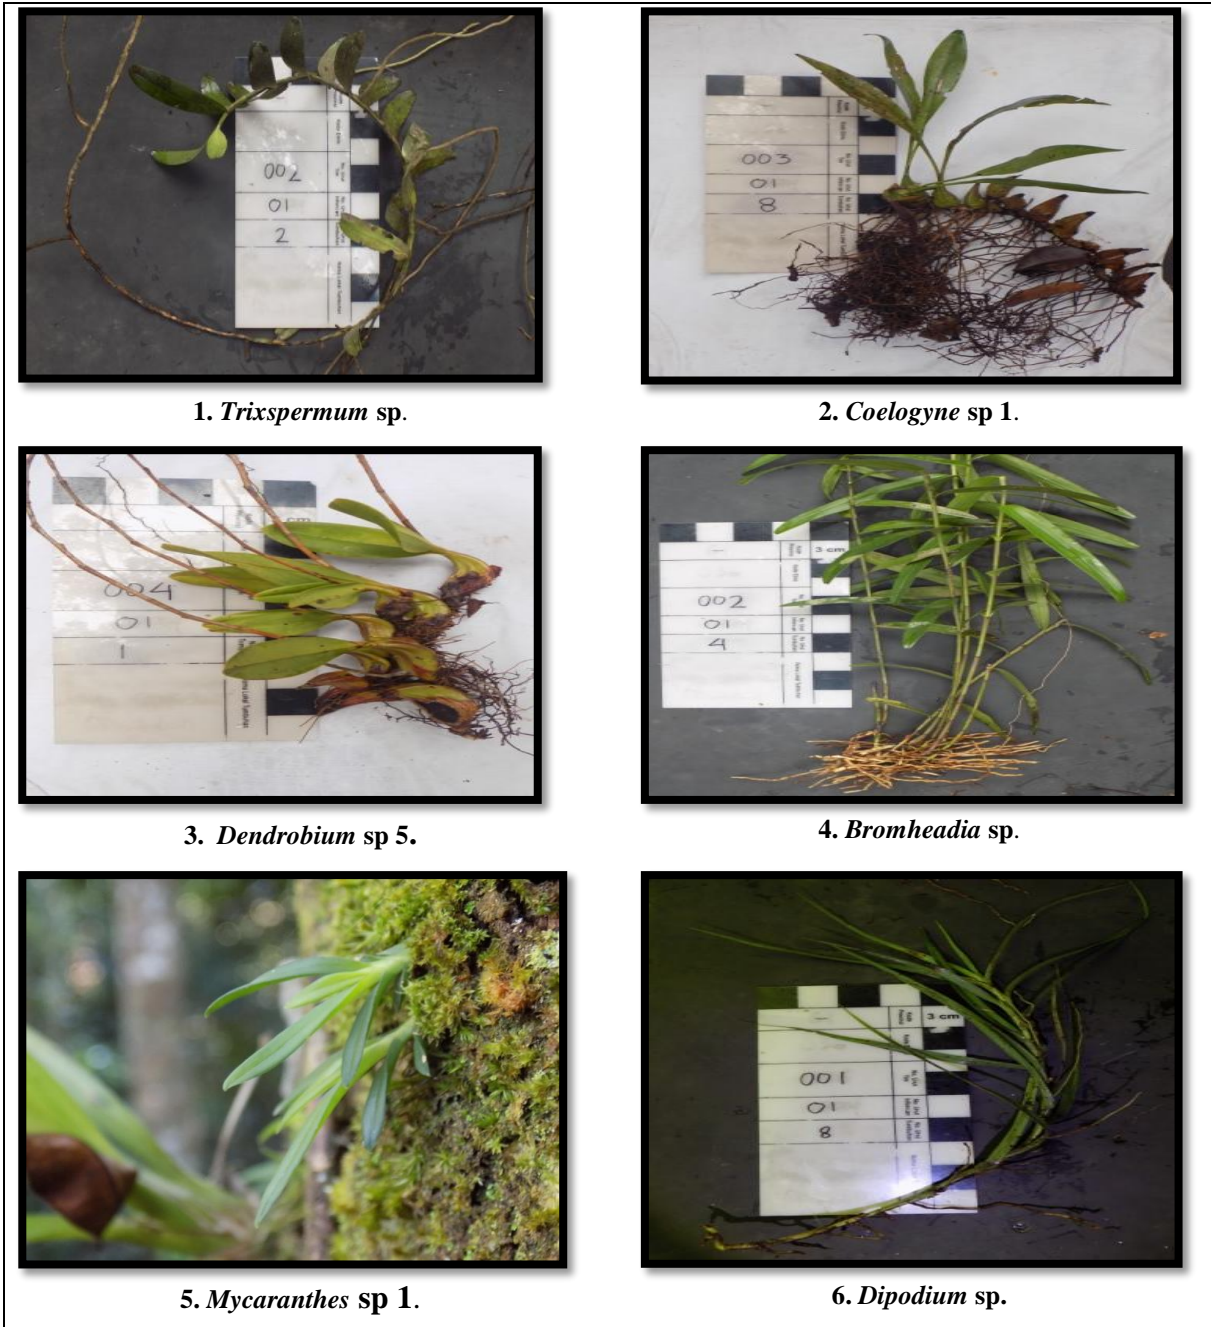 002
01
2
1. Trixspermum sp.
003
01
8
2. Coelogyne sp 1.
cm
004
01
1
3. Dendrobium sp 5.
3 cm
002
01
4
4. Bromheadia sp.
5. Mycaranthes sp 1.
3 cm
001
01
8
6. Dipodium sp.